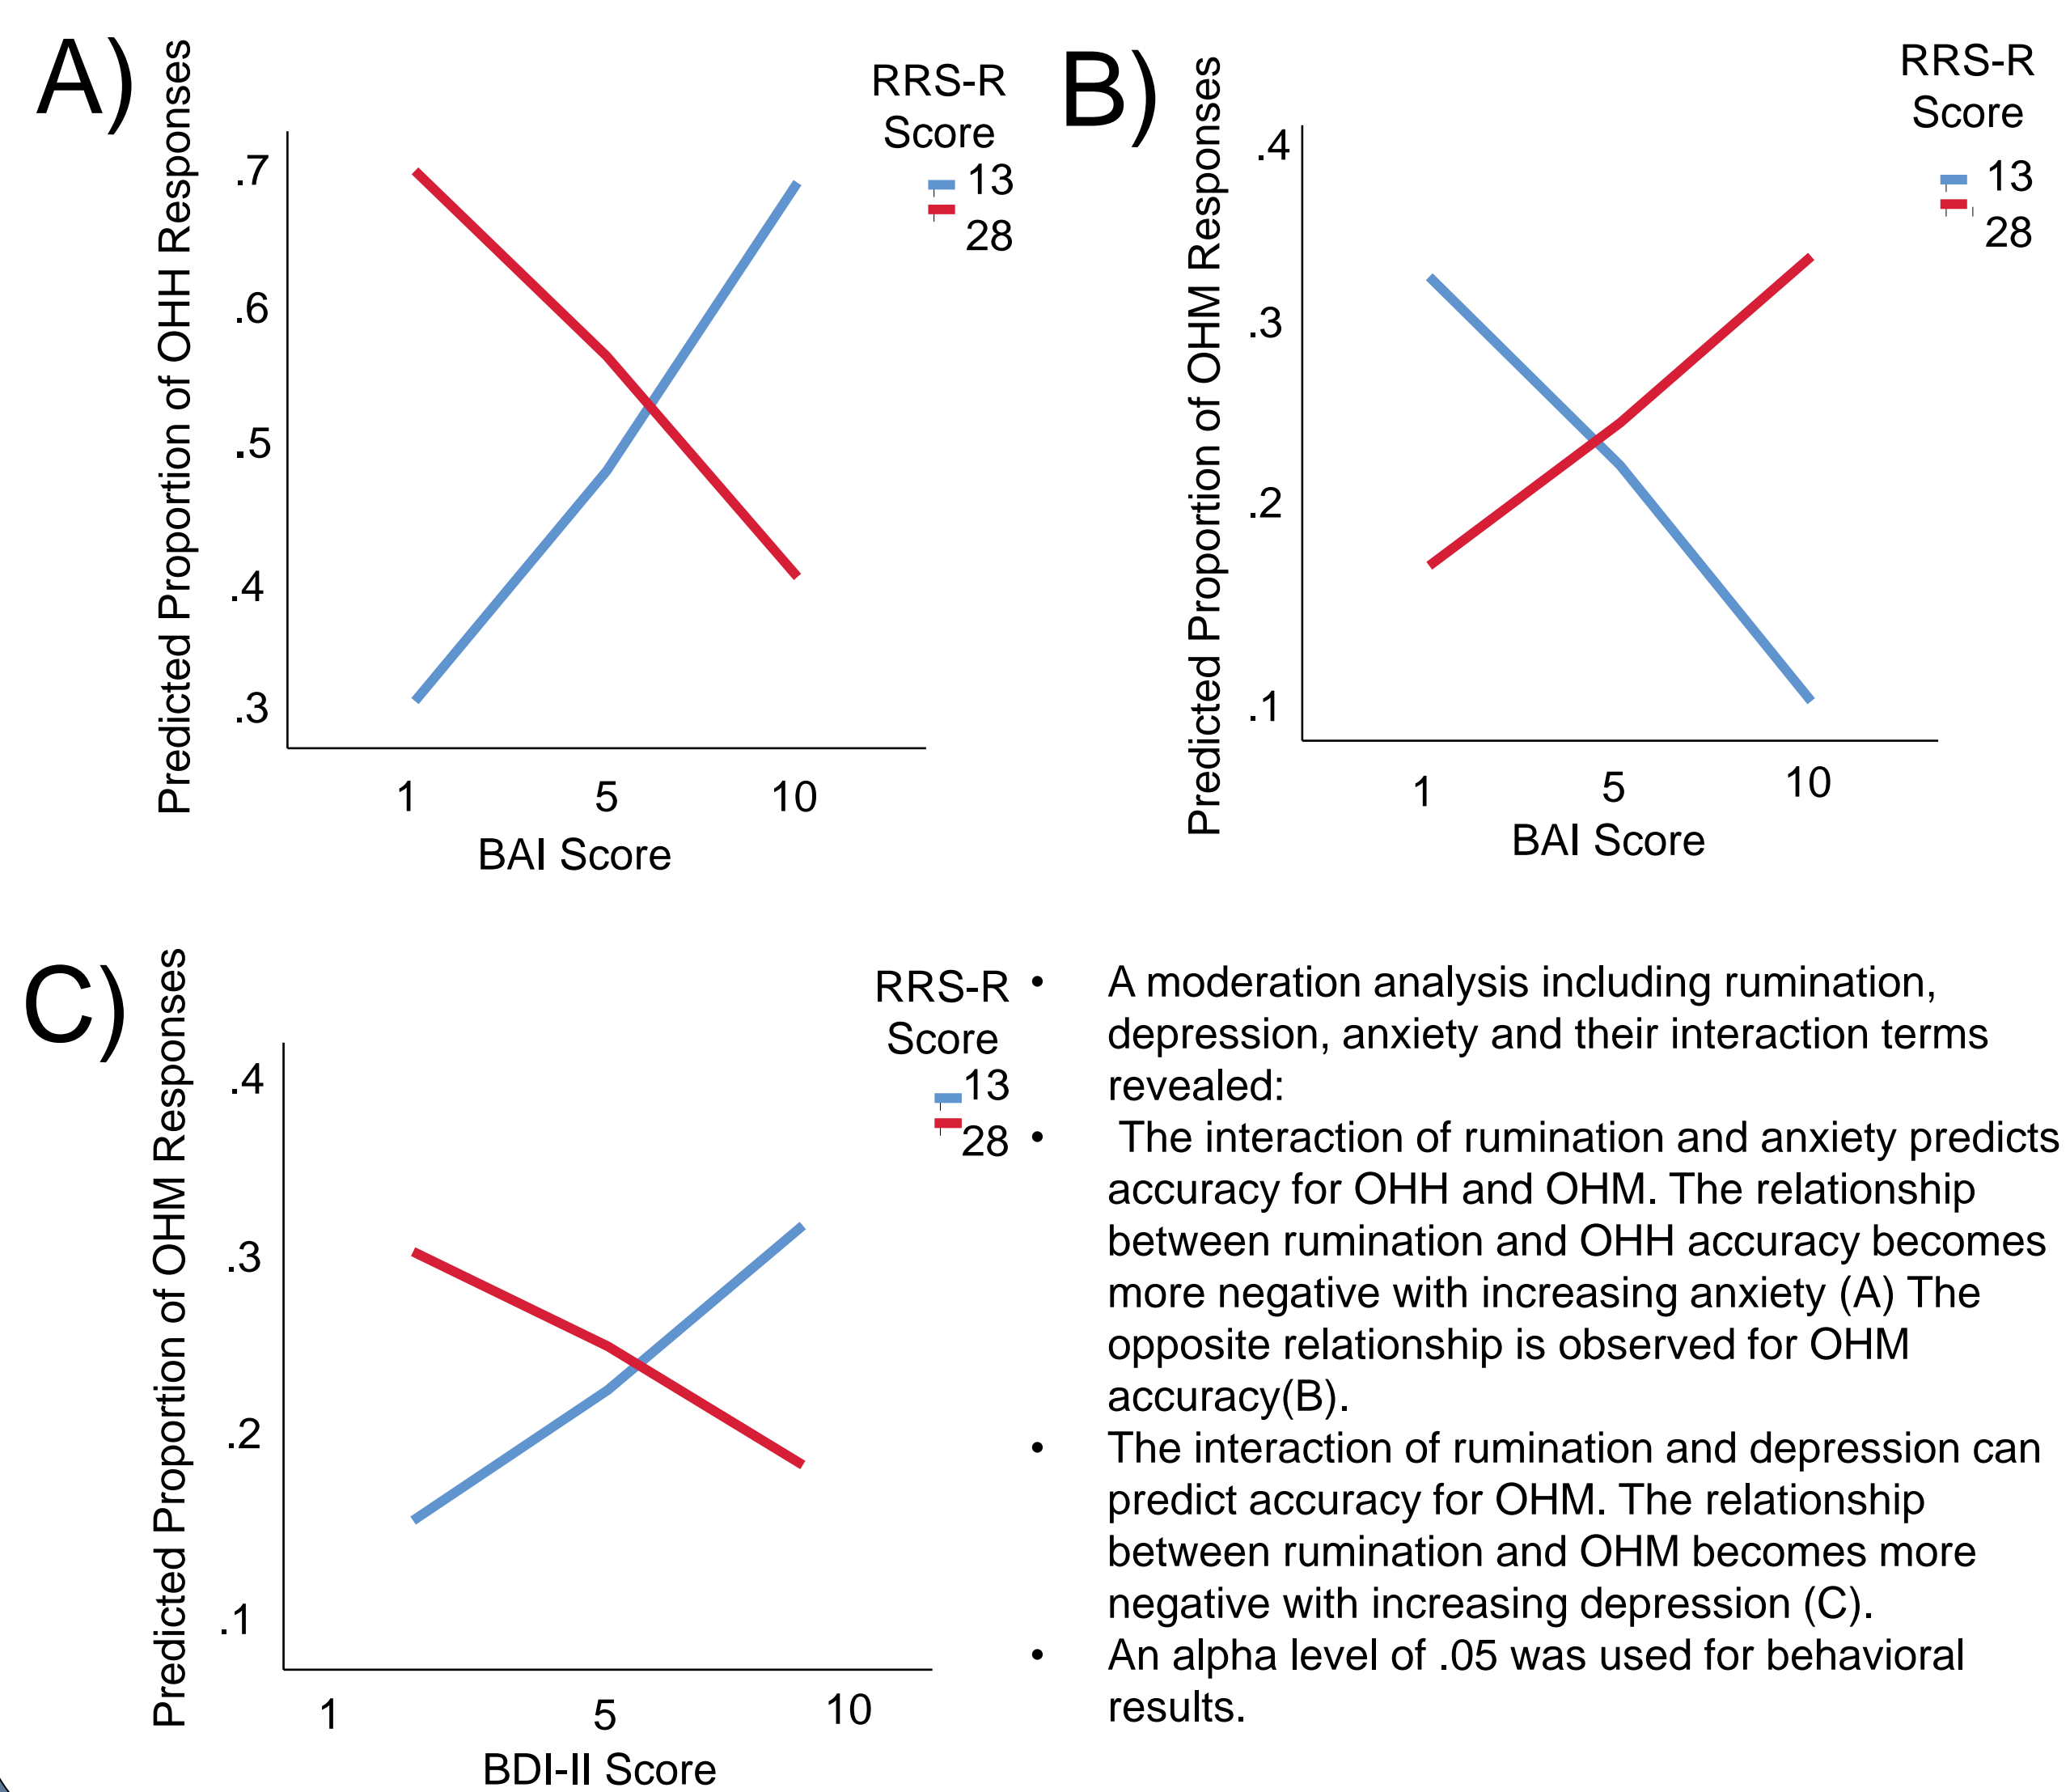 A)
Predicted Proportion of OHH Responses
RRS-R
Score
13
28
.7
.6
.5
.4
.3
1
5
10
BAI Score
B)
Predicted Proportion of OHM Responses
RRS-R
Score
13
28
.4
.3
.2
.1
1
5
10
BAI Score
C)
Predicted Proportion of OHM Responses
RRS-R
Score
13
28
.4
.3
.2
.1
1
5
10
BDI-II Score
• A moderation analysis including rumination,
depression, anxiety and their interaction terms
revealed:
• The interaction of rumination and anxiety predicts
accuracy for OHH and OHM. The relationship
between rumination and OHH accuracy becomes
more negative with increasing anxiety (A) The
opposite relationship is observed for OHM
accuracy(B).
• The interaction of rumination and depression can
predict accuracy for OHM. The relationship
between rumination and OHM becomes more
negative with increasing depression (C).
• An alpha level of .05 was used for behavioral
results.